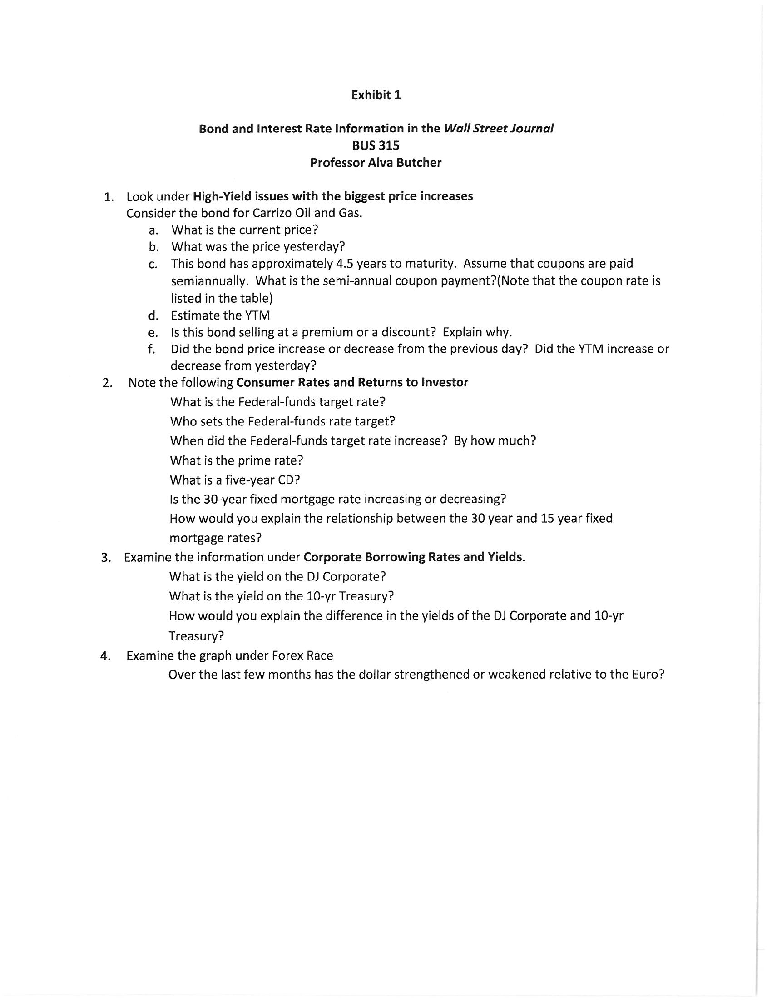 Exhibit 1
Bond and Interest Rate Information in the Wall Street Journal
BUS 315
Professor Alva Butcher
1. Look under High-Yield issues with the biggest price increases
Consider the bond for Carrizo Oil and Gas.
a. What is the current price?
b. What was the price yesterday?
c. This bond has approximately 4.5 years to maturity. Assume that coupons are paid
semiannually. What is the semi-annual coupon payment?(Note that the coupon rate is
listed in the table)
d. Estimate the YTM
e. Is this bond selling at a premium or a discount? Explain why.
f. Did the bond price increase or decrease from the previous day? Did the YTM increase or
decrease from yesterday?
2. Note the following Consumer Rates and Returns to Investor
What is the Federal-funds target rate?
Who sets the Federal-funds rate target?
When did the Federal-funds target rate increase? By how much?
What is the prime rate?
What is a five-year CD?
Is the 30-year fixed mortgage rate increasing or decreasing?
How would you explain the relationship between the 30 year and 15 year fixed
mortgage rates?
3. Examine the information under Corporate Borrowing Rates and Yields.
What is the yield on the DJ Corporate?
What is the yield on the 10-yr Treasury?
How would you explain the difference in the yields of the DJ Corporate and 10-yr
Treasury?
4. Examine the graph under Forex Race
Over the last few months has the dollar strengthened or weakened relative to the Euro?